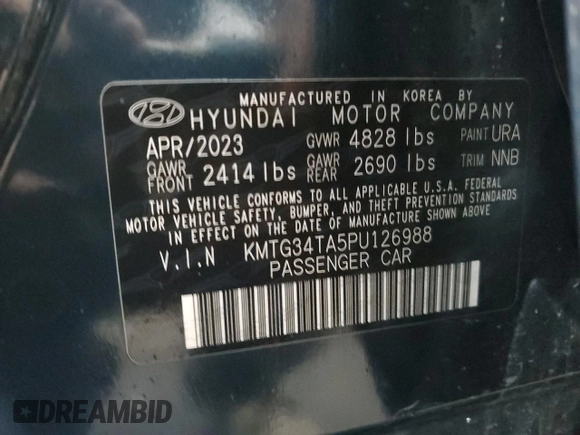 MANUFACTURED IN KOREA BY
HYUNDAI MOTOR COMPANY
APR/2023 GVWR 4828 lbs PAINT URA
GAWR FRONT 2414 lbs GAWR REAR 2690 lbs TRIM NNB
THIS VEHICLE CONFORMS TO ALL APPLICABLE U.S.A. FEDERAL
MOTOR VEHICLE SAFETY, BUMPER, AND THEFT PREVENTION STANDARDS
IN EFFECT ON THE DATE OF MANUFACTURE SHOWN ABOVE.
V.I.N KMTG34TA5PU126988
PASSENGER CAR
DREAMBID